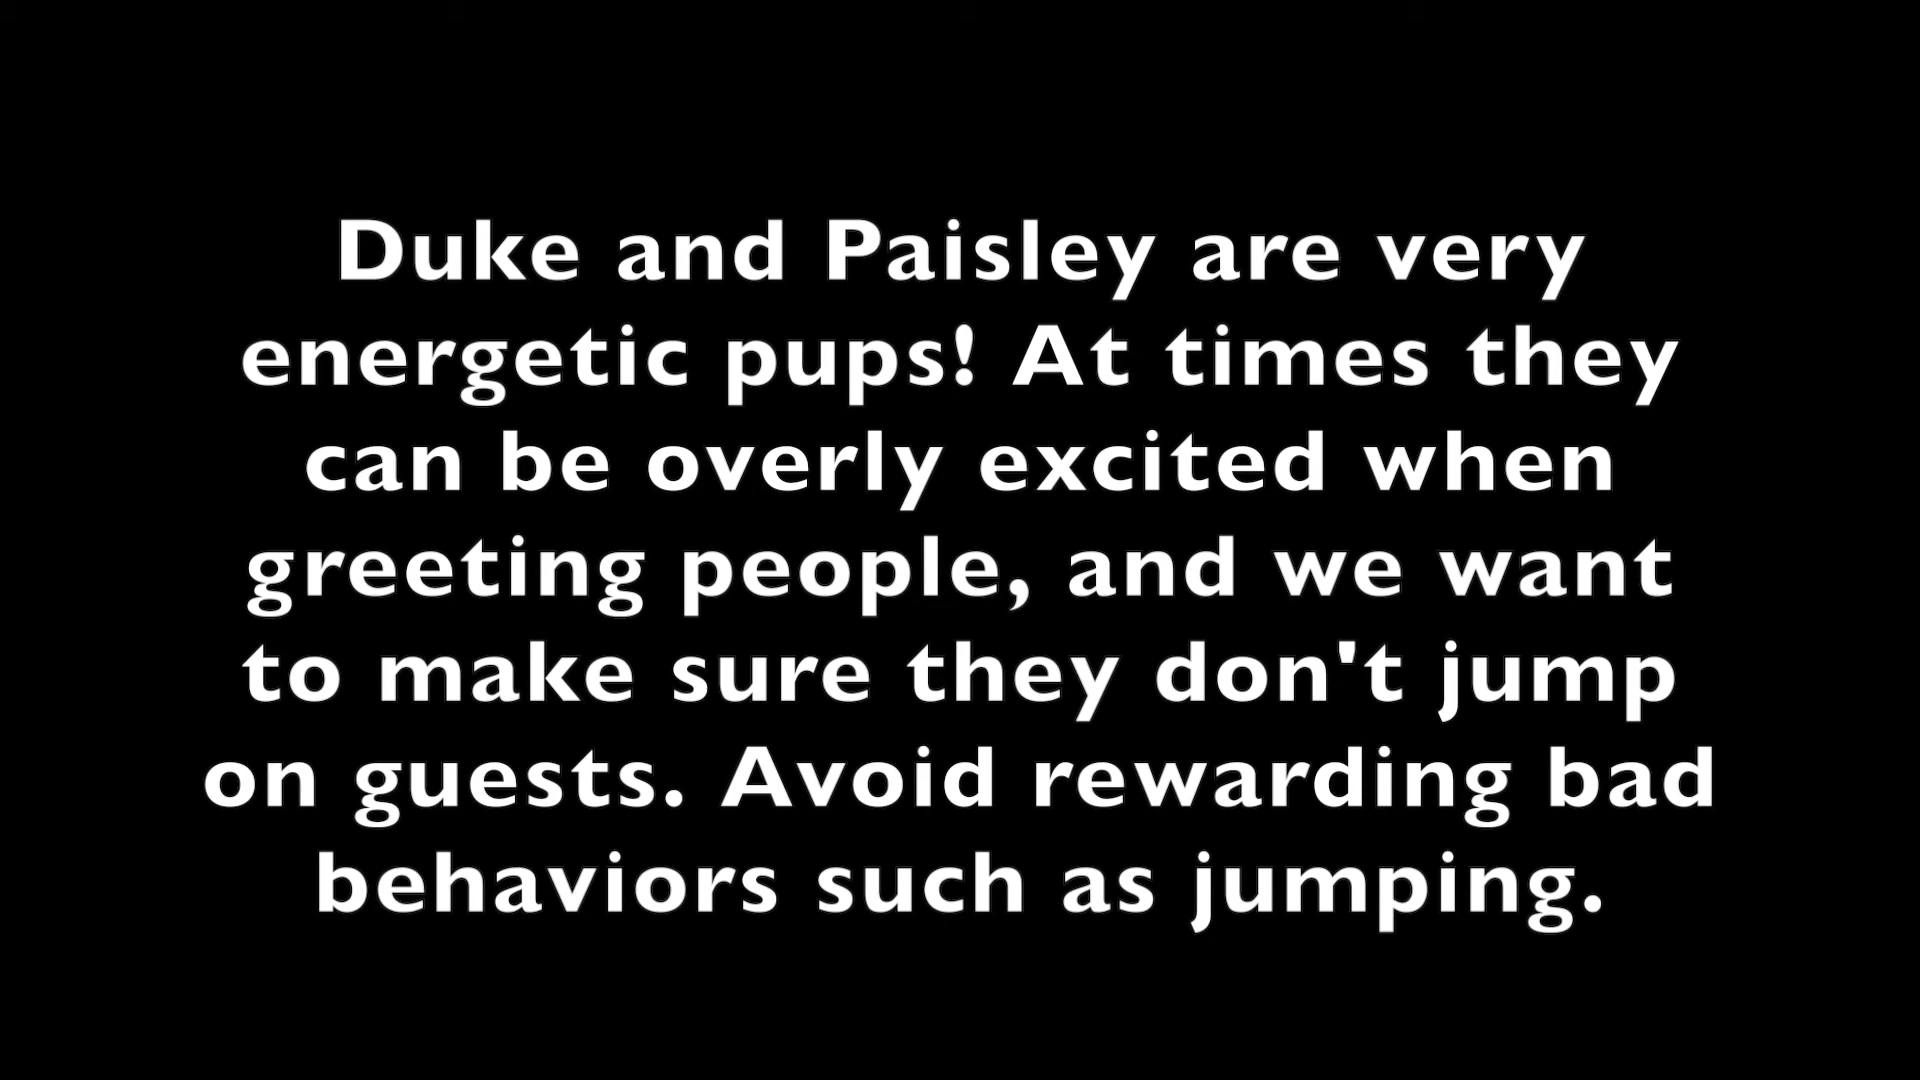 Duke and Paisley are very
energetic pups! At times they
can be overly excited when
greeting people, and we want
to make sure they don't jump
on guests. Avoid rewarding bad
behaviors such as jumping.